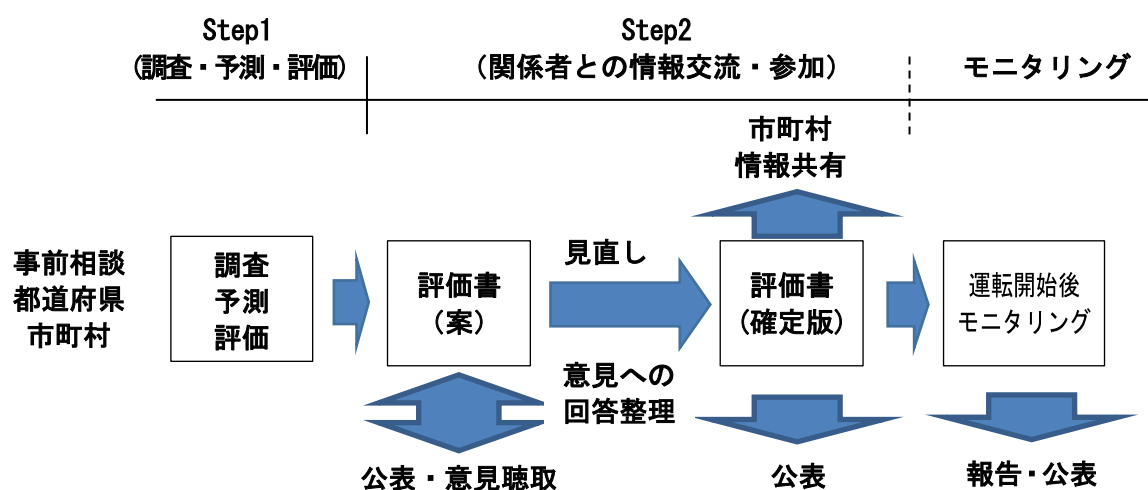 Step1
(調査・予測・評価)
Step2
(関係者との情報交流・参加)
モニタリング
市町村
情報共有
事前相談
都道府県
市町村
調査
予測
評価
評価書
(案)
見直し
意見への
回答整理
評価書
(確定版)
運転開始後
モニタリング
公表・意見聴取
公表
報告・公表